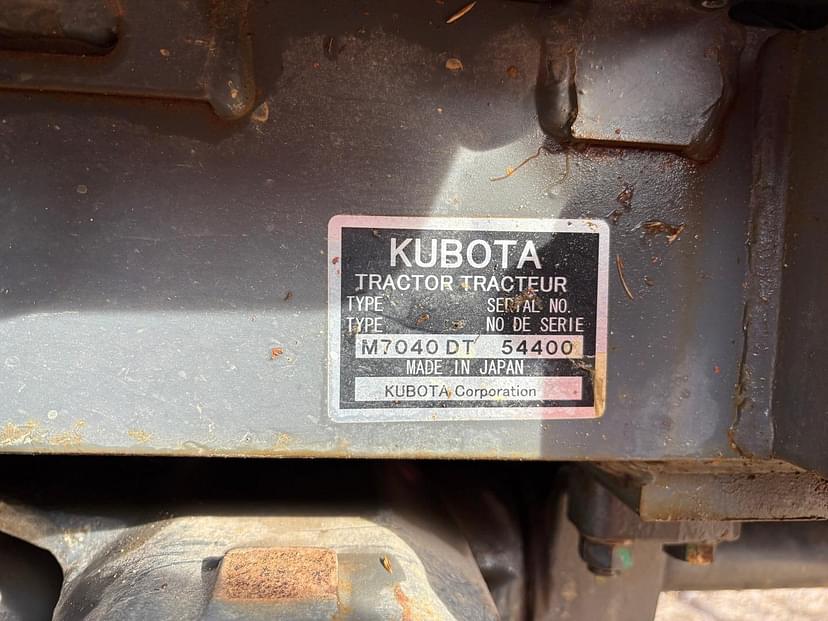 KUBOTA
TRACTOR TRACTEUR
TYPE SERIAL NO.
TYPE NO DE SERIE
M7040 DT 54400
MADE IN JAPAN
KUBOTA Corporation